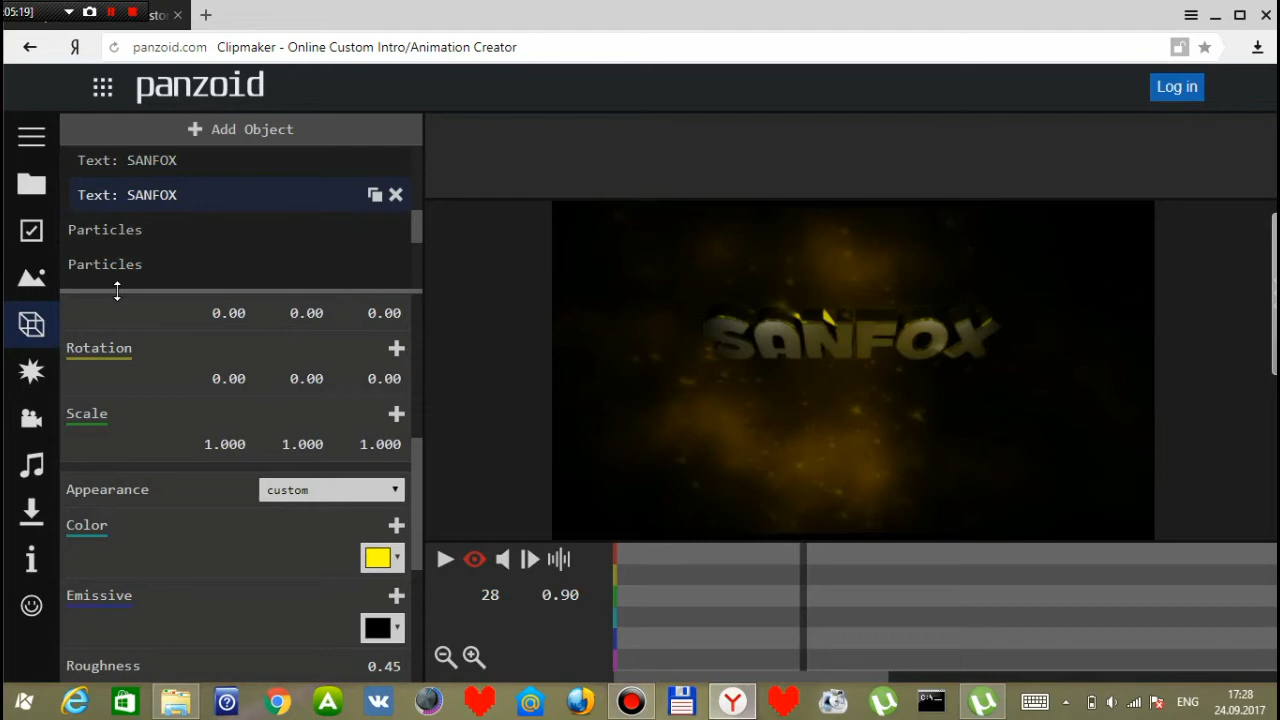 05:19]
sto
Я
panzoid.com Clipmaker - Online Custom Intro/Animation Creator
panzoid
Log in
Add Object
Text: SANFOX
Text: SANFOX
Particles
Particles
0.00 0.00 0.00
Rotation
0.00 0.00 0.00
Scale
1.000 1.000 1.000
Appearance custom
Color
Emissive
Roughness 0.45
SANFOX
28 0.90
ENG
17:28
24.09.2017